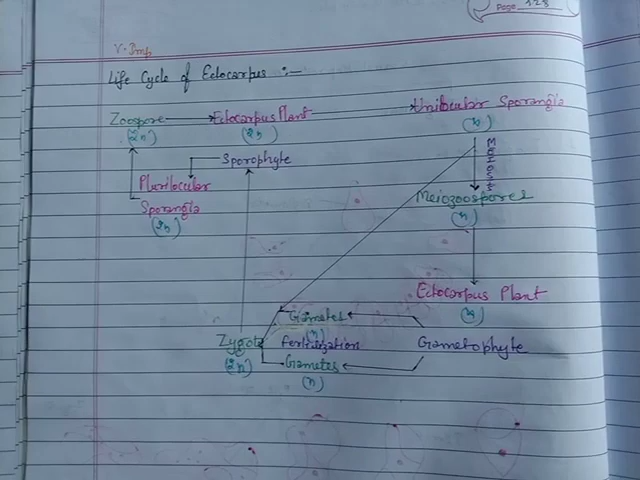 Page 128
V. Imp
Life Cycle of Ectocarpus :-
Zoospore Ectocarpus Plant Unilocular Sporangia
(2n) (2n) (n)
Sporophyte
Meiosis
Plurilocular
Sporangia
(2n)
Meiozoospores
(n)
Ectocarpus Plant
(n)
Gametes
(n)
Zygote fertilization Gametophyte
(2n) Gametes
(n)